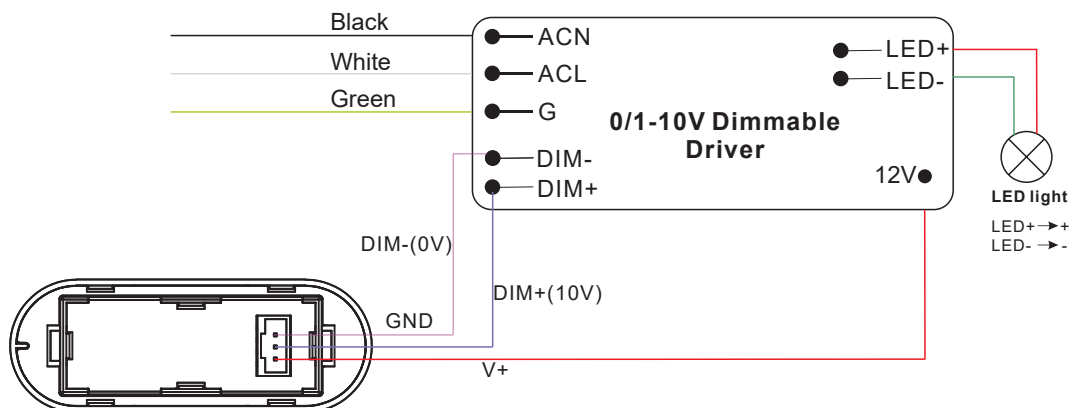 Black
ACN
White
ACL
Green
G
LED+
LED-
0/1-10V Dimmable
Driver
DIM-
DIM+
12V
LED light
LED+→+
LED- → -
DIM-(0V)
DIM+(10V)
GND
V+